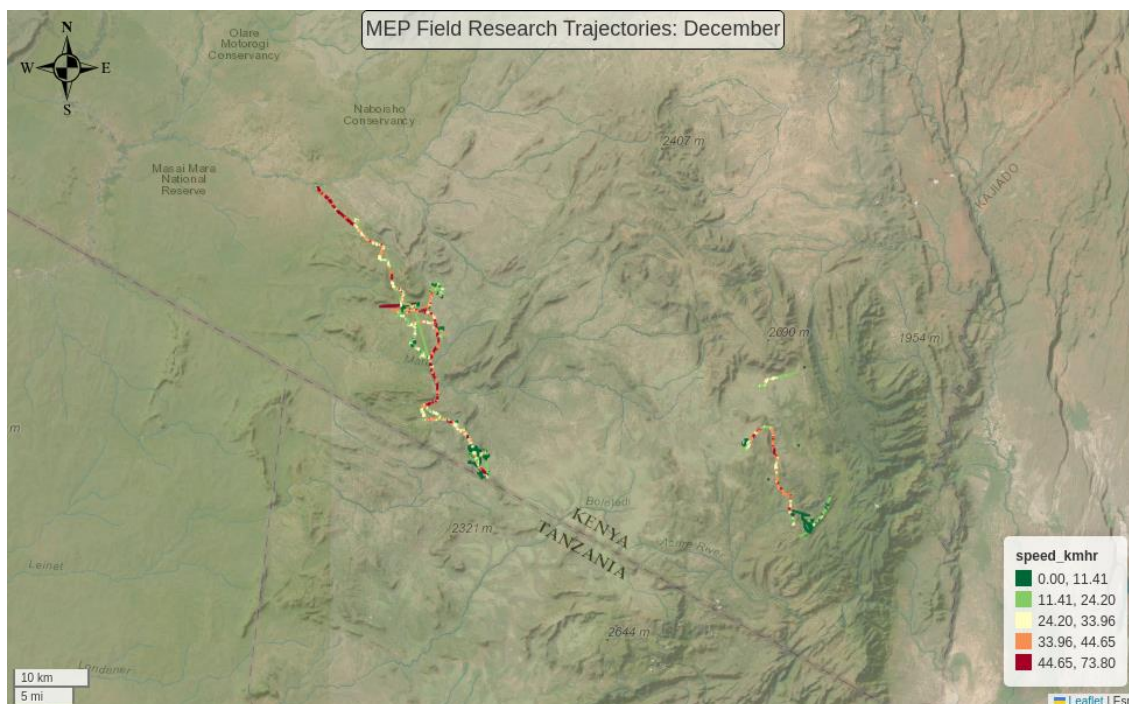 MEP Field Research Trajectories: December
N
W E
S
Olare
Motorogi
Conservancy
Naboisho
Conservancy
2407 m
Masai Mara
National
Reserve
KAJIADO
2090 m
1954 m
m
KENYA
TANZANIA
2321 m
Leinet
2644 m
Londener
speed_kmhr
0.00, 11.41
11.41, 24.20
24.20, 33.96
33.96, 44.65
44.65, 73.80
10 km
5 mi
Leaflet | Esr